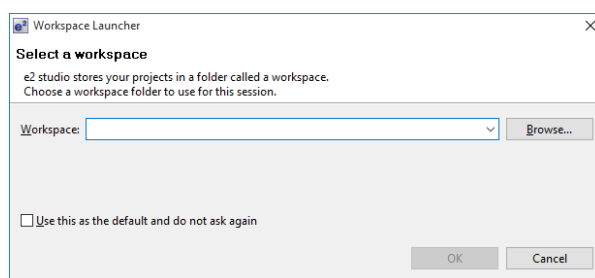 e² Workspace Launcher
Select a workspace
e2 studio stores your projects in a folder called a workspace.
Choose a workspace folder to use for this session.
Workspace: Browse...
Use this as the default and do not ask again
OK Cancel